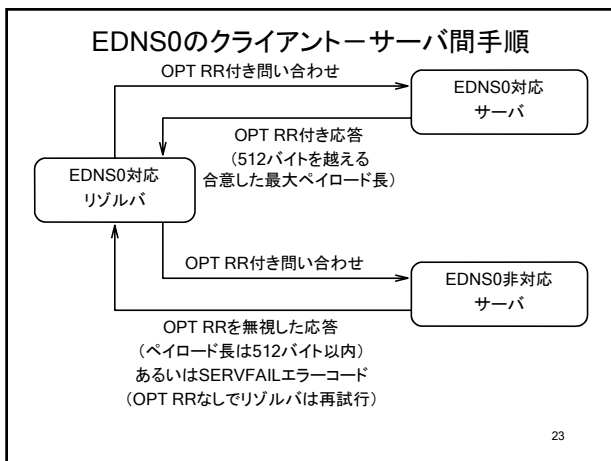 EDNS0のクライアント－サーバ間手順
OPT RR付き問い合わせ
EDNS0対応
サーバ
OPT RR付き応答
（512バイトを越える
合意した最大ペイロード長）
EDNS0対応
リゾルバ
OPT RR付き問い合わせ
EDNS0非対応
サーバ
OPT RRを無視した応答
（ペイロード長は512バイト以内）
あるいはSERVFAILエラーコード
（OPT RRなしでリゾルバは再試行）
23